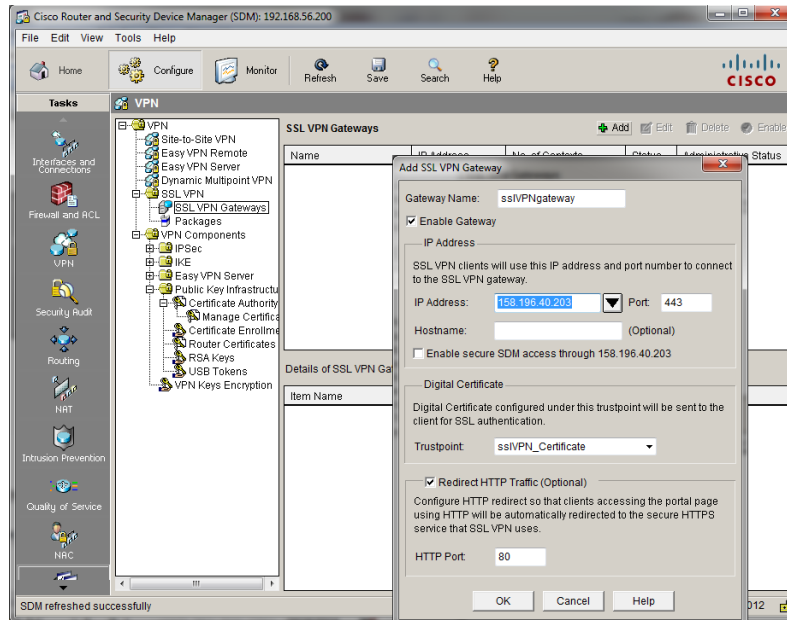 Cisco Router and Security Device Manager (SDM): 192.168.56.200
File Edit View Tools Help
Home Configure Monitor Refresh Save Search Help
CISCO
Tasks
VPN
Interfaces and Connections
Firewall and ACL
VPN
Security Audit
Routing
NAT
Intrusion Prevention
Quality of Service
NAC
VPN
Site-to-Site VPN
Easy VPN Remote
Easy VPN Server
Dynamic Multipoint VPN
SSL VPN
SSL VPN Gateways
Packages
VPN Components
IPSec
IKE
Easy VPN Server
Public Key Infrastructu
Certificate Authority
Manage Certifica
Certificate Enrollme
Router Certificates
RSA Keys
USB Tokens
VPN Keys Encryption
SSL VPN Gateways
Add Edit Delete Enable
Name IP Address No. of Contexts Status Administrative Status
Details of SSL VPN Ga
Item Name
Add SSL VPN Gateway
Gateway Name: sslVPNgateway
Enable Gateway
IP Address
SSL VPN clients will use this IP address and port number to connect
to the SSL VPN gateway.
IP Address: 158.196.40.203 Port: 443
Hostname: (Optional)
Enable secure SDM access through 158.196.40.203
Digital Certificate
Digital Certificate configured under this trustpoint will be sent to the
client for SSL authentication.
Trustpoint: sslVPN_Certificate
Redirect HTTP Traffic (Optional)
Configure HTTP redirect so that clients accessing the portal page
using HTTP will be automatically redirected to the secure HTTPS
service that SSL VPN uses.
HTTP Port: 80
OK Cancel Help
SDM refreshed successfully
012